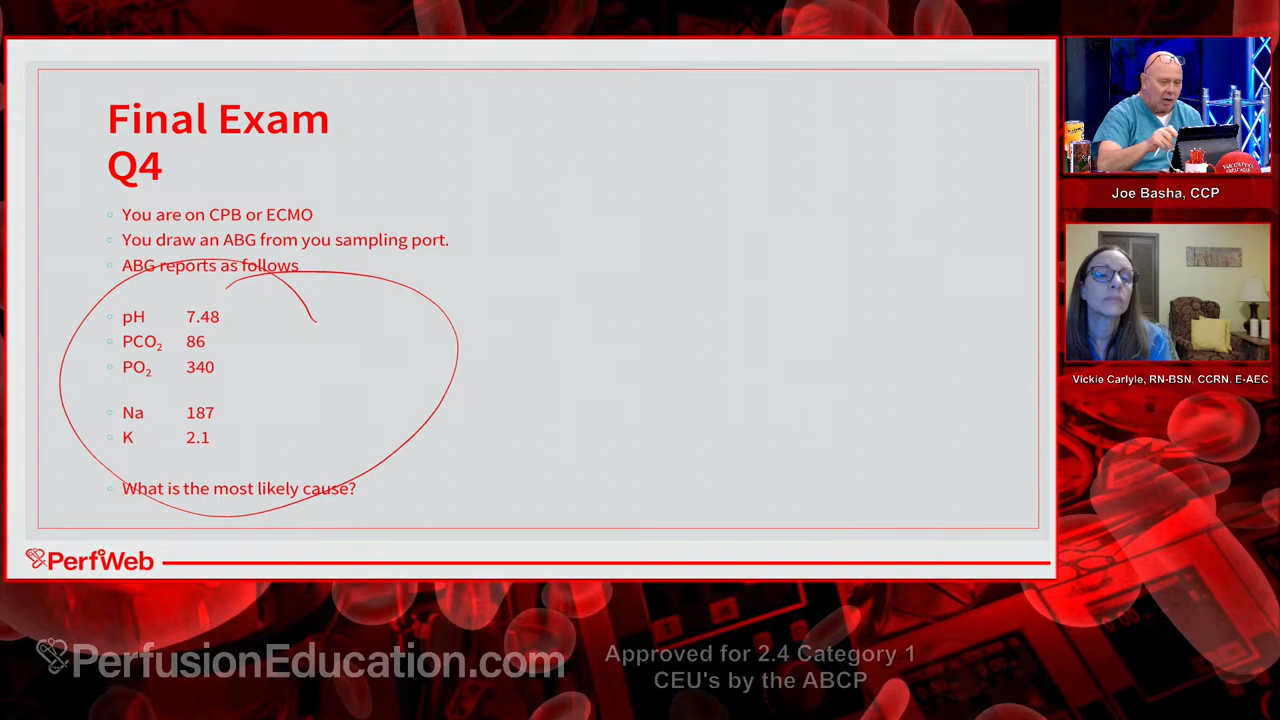 Final Exam
Q4
You are on CPB or ECMO
You draw an ABG from you sampling port.
ABG reports as follows
pH 7.48
PCO₂ 86
PO₂ 340
Na 187
K 2.1
What is the most likely cause?
PerfWeb
Joe Basha, CCP
Vickie Carlyle, RN-BSN, CCRN, E-AEC
PerfusionEducation.com
Approved for 2.4 Category 1
CEU's by the ABCP